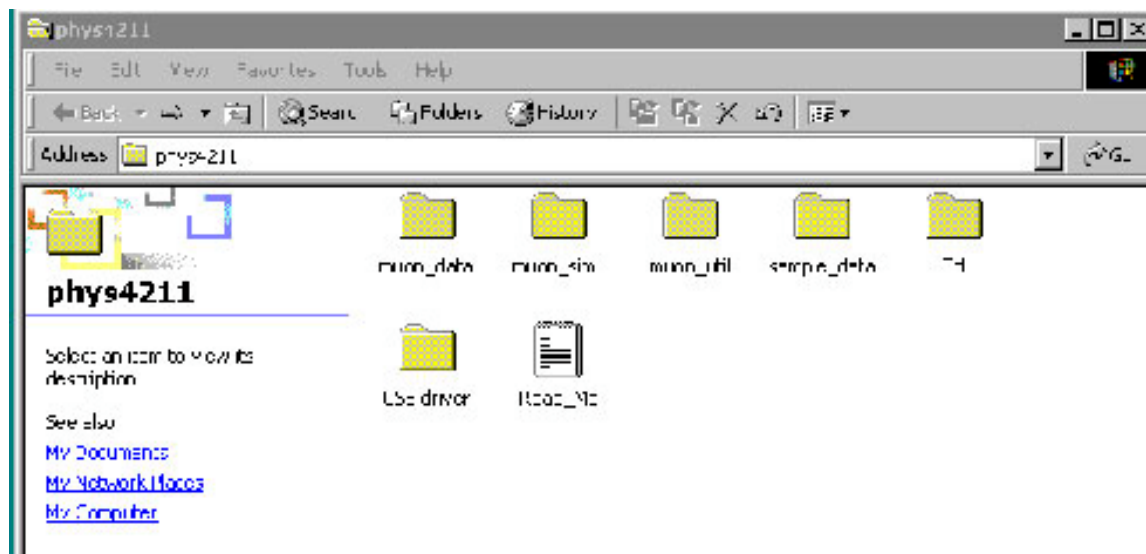 phys4211
File Edit View Favorites Tools Help
Back Search Folders History
Address phys4211
muon_data muon_sim muon_util sample_data
phys4211
USB driver Read_Me
Select an item to view its
description
See also
My Documents
My Network Places
My Computer